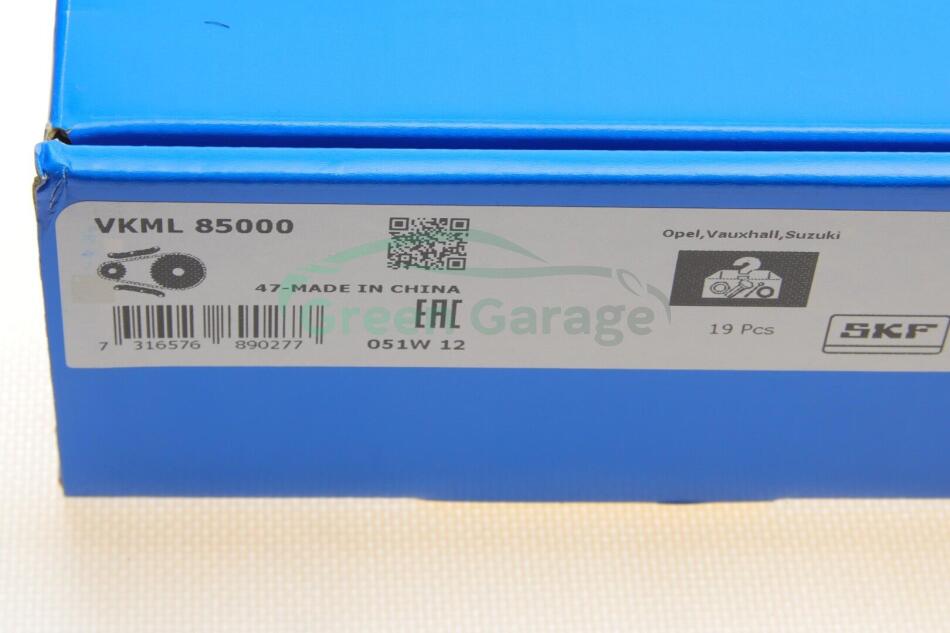 VKML 85000
Opel,Vauxhall,Suzuki
47-MADE IN CHINA
EAC
Green Garage
19 Pcs
SKF
7 316576 890277
051W 12